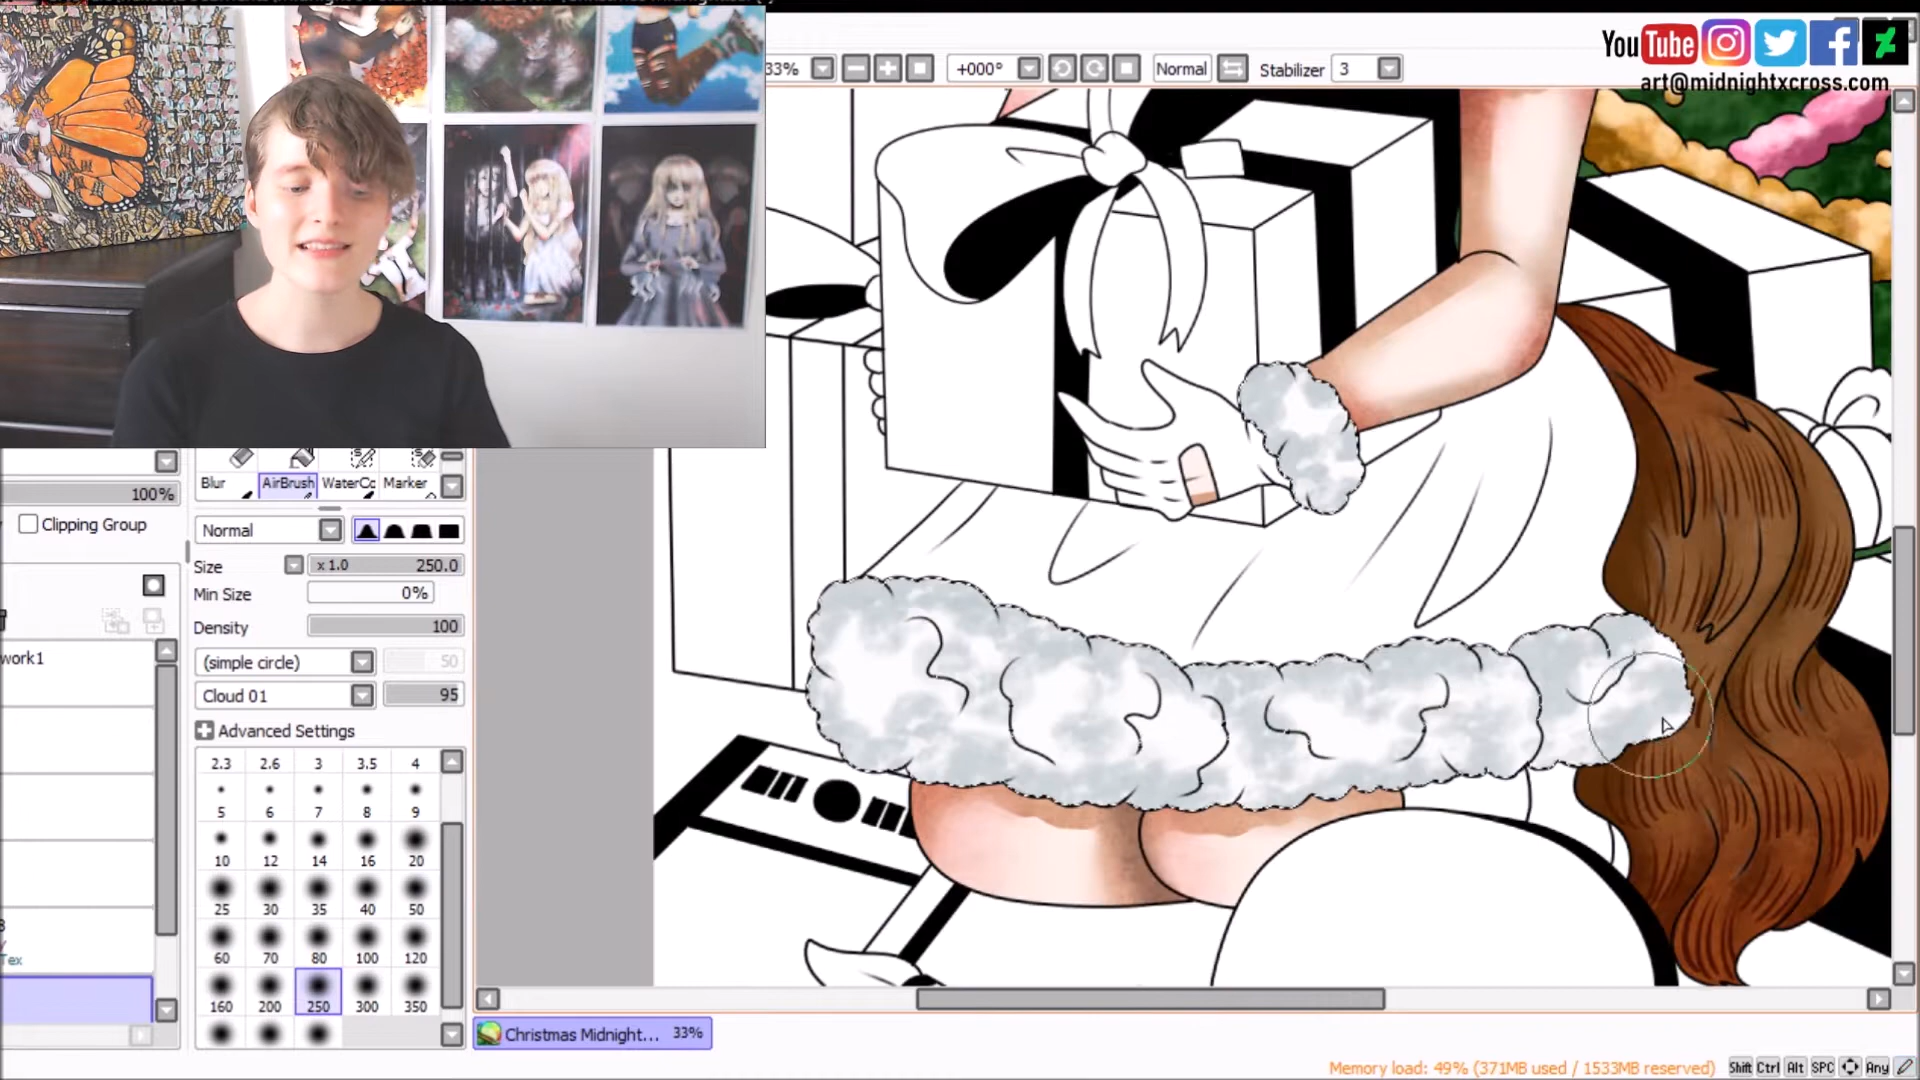 33%
+000°
Normal
Stabilizer 3
You Tube
art@midnightxcross.com
100%
Clipping Group
work1
Tex
Blur
AirBrush
WaterCc
Marker
Normal
Size
x 1.0
250.0
Min Size
0%
Density
100
(simple circle)
50
Cloud 01
95
Advanced Settings
2.3 2.6 3 3.5 4
5 6 7 8 9
10 12 14 16 20
25 30 35 40 50
60 70 80 100 120
160 200 250 300 350
Christmas Midnight... 33%
Memory load: 49% (371MB used / 1533MB reserved)
Shift Ctrl Alt SPC Any